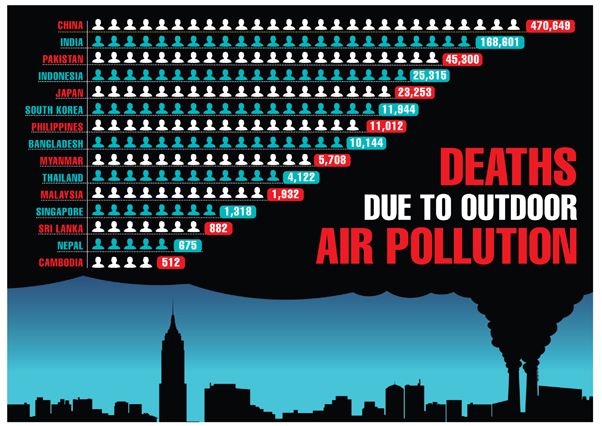 CHINA 470,649
INDIA 168,601
PAKISTAN 45,300
INDONESIA 25,315
JAPAN 23,253
SOUTH KOREA 11,944
PHILIPPINES 11,012
BANGLADESH 10,144
MYANMAR 5,708
THAILAND 4,122
MALAYSIA 1,932
SINGAPORE 1,318
SRI LANKA 882
NEPAL 675
CAMBODIA 512
DEATHS
DUE TO OUTDOOR
AIR POLLUTION